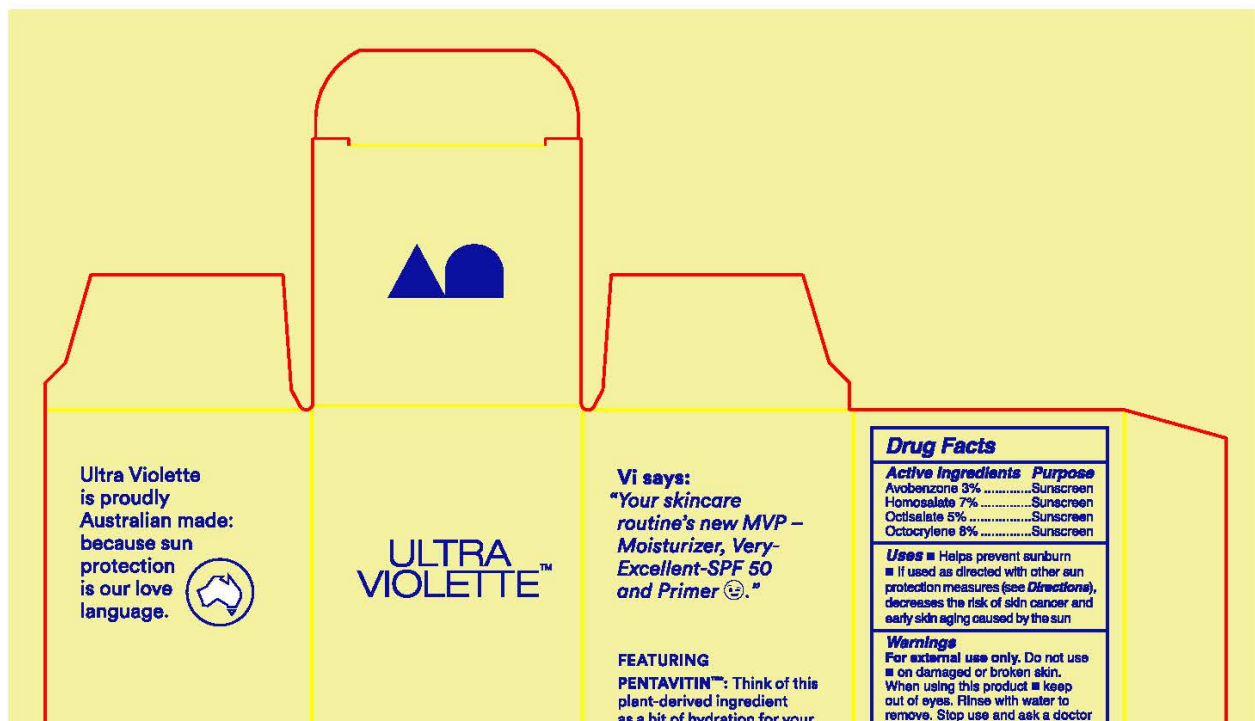 Ultra Violette
is proudly
Australian made:
because sun
protection
is our love
language.
ULTRA
VIOLETTE™
Vi says:
“Your skincare
routine’s new MVP –
Moisturizer, Very-
Excellent-SPF 50
and Primer 😉.”
FEATURING
PENTAVITIN™: Think of this
plant-derived ingredient
as a bit of hydration for your
Drug Facts
Active Ingredients Purpose
Avobenzone 3% .............Sunscreen
Homosalate 7% .............Sunscreen
Octisalate 5% ................Sunscreen
Octocrylene 8% .............Sunscreen
Uses ■ Helps prevent sunburn
■ If used as directed with other sun
protection measures (see Directions),
decreases the risk of skin cancer and
early skin aging caused by the sun
Warnings
For external use only. Do not use
■ on damaged or broken skin.
When using this product ■ keep
out of eyes. Rinse with water to
remove. Stop use and ask a doctor